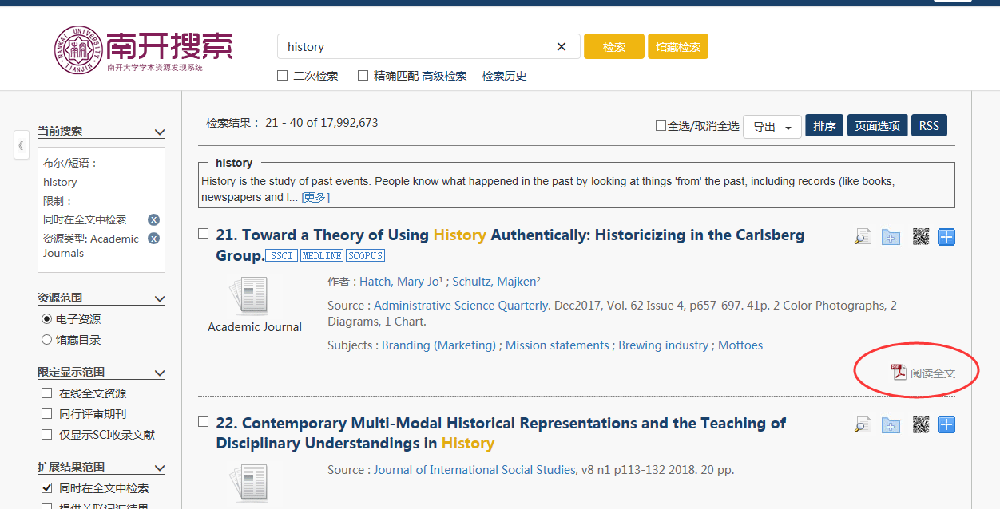 NANKAI UNIVERSITY
TIANJIN
南开搜索
南开大学学术资源发现系统
history ✕ 检索 馆藏检索
二次检索 精确匹配 高级检索 检索历史
《
当前搜索
布尔/短语：
history
限制：
同时在全文中检索 X
资源类型: Academic Journals X
资源范围
电子资源
馆藏目录
限定显示范围
在线全文资源
同行评审期刊
仅显示SCI收录文献
扩展结果范围
同时在全文中检索
提供关联词汇结果
检索结果： 21 - 40 of 17,992,673 全选/取消全选 导出 排序 页面选项 RSS
history
History is the study of past events. People know what happened in the past by looking at things 'from' the past, including records (like books,
newspapers and l... [更多]
21. Toward a Theory of Using History Authentically: Historicizing in the Carlsberg
Group. SSCI MEDLINE SCOPUS
Academic Journal
作者 : Hatch, Mary Jo¹ ; Schultz, Majken²
Source : Administrative Science Quarterly. Dec2017, Vol. 62 Issue 4, p657-697. 41p. 2 Color Photographs, 2
Diagrams, 1 Chart.
Subjects : Branding (Marketing) ; Mission statements ; Brewing industry ; Mottoes
PDF 阅读全文
22. Contemporary Multi-Modal Historical Representations and the Teaching of
Disciplinary Understandings in History
Source : Journal of International Social Studies, v8 n1 p113-132 2018. 20 pp.